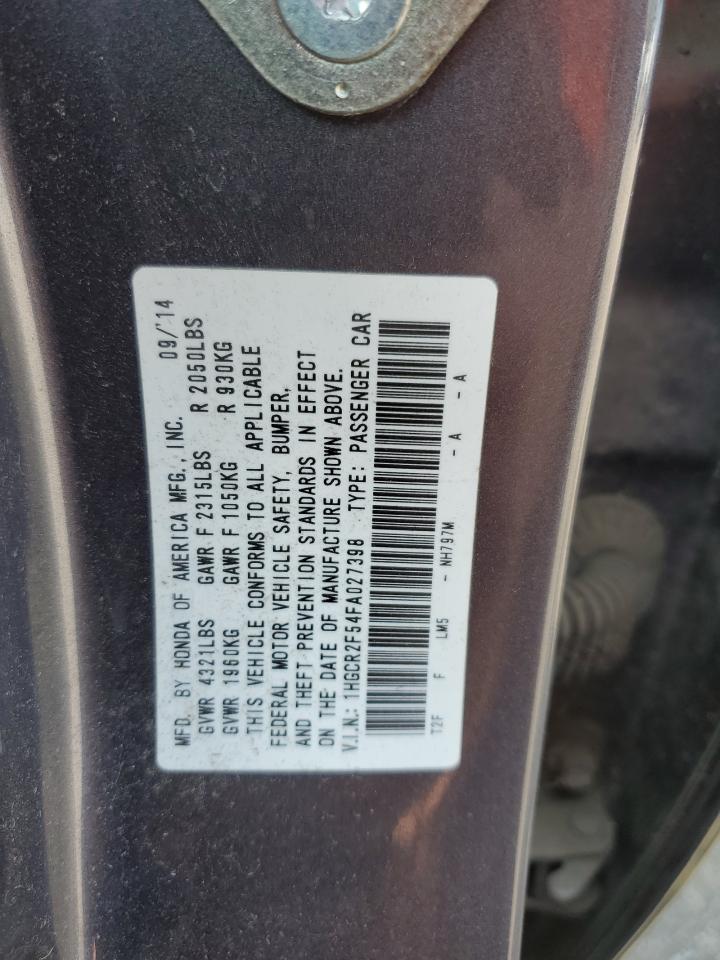 MFD. BY HONDA OF AMERICA MFG., INC. 09/'14
GVWR 4321LBS GAWR F 2315LBS R 2050LBS
GVWR 1960KG GAWR F 1050KG R 930KG
THIS VEHICLE CONFORMS TO ALL APPLICABLE
FEDERAL MOTOR VEHICLE SAFETY, BUMPER,
AND THEFT PREVENTION STANDARDS IN EFFECT
ON THE DATE OF MANUFACTURE SHOWN ABOVE.
V.I.N.: 1HGCR2F54FA027398 TYPE: PASSENGER CAR
T2F F LM5 - NH797M - A - A